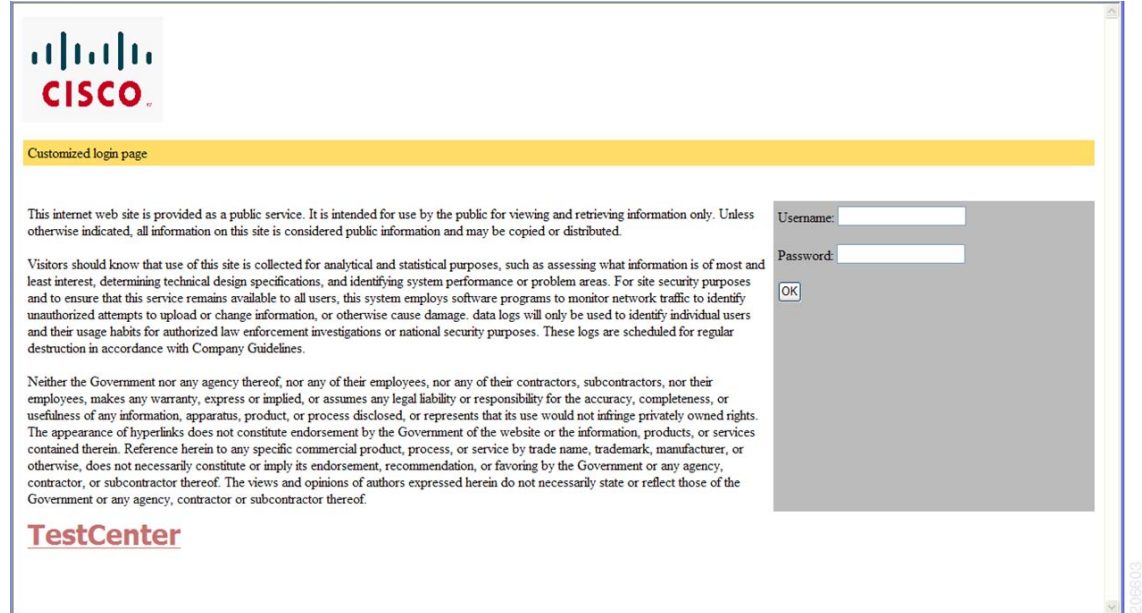 CISCO
Customized login page
This internet web site is provided as a public service. It is intended for use by the public for viewing and retrieving information only. Unless
otherwise indicated, all information on this site is considered public information and may be copied or distributed.
Username:
Password:
OK
Visitors should know that use of this site is collected for analytical and statistical purposes, such as assessing what information is of most and
least interest, determining technical design specifications, and identifying system performance or problem areas. For site security purposes
and to ensure that this service remains available to all users, this system employs software programs to monitor network traffic to identify
unauthorized attempts to upload or change information, or otherwise cause damage. data logs will only be used to identify individual users
and their usage habits for authorized law enforcement investigations or national security purposes. These logs are scheduled for regular
destruction in accordance with Company Guidelines.
Neither the Government nor any agency thereof, nor any of their employees, nor any of their contractors, subcontractors, nor their
employees, makes any warranty, express or implied, or assumes any legal liability or responsibility for the accuracy, completeness, or
usefulness of any information, apparatus, product, or process disclosed, or represents that its use would not infringe privately owned rights.
The appearance of hyperlinks does not constitute endorsement by the Government of the website or the information, products, or services
contained therein. Reference herein to any specific commercial product, process, or service by trade name, trademark, manufacturer, or
otherwise, does not necessarily constitute or imply its endorsement, recommendation, or favoring by the Government or any agency,
contractor, or subcontractor thereof. The views and opinions of authors expressed herein do not necessarily state or reflect those of the
Government or any agency, contractor or subcontractor thereof.
TestCenter
206603